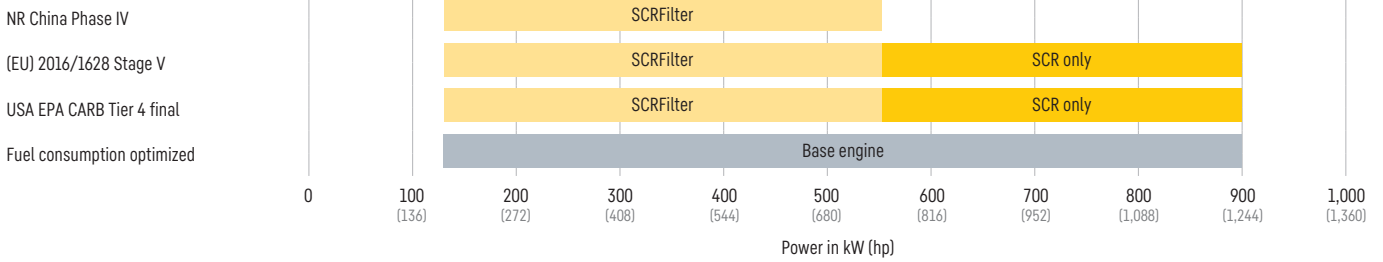 NR China Phase IV
SCRFilter
(EU) 2016/1628 Stage V
SCRFilter
SCR only
USA EPA CARB Tier 4 final
SCRFilter
SCR only
Fuel consumption optimized
Base engine
0 100 200 300 400 500 600 700 800 900 1,000
(136) (272) (408) (544) (680) (816) (952) (1,088) (1,244) (1,360)
Power in kW (hp)